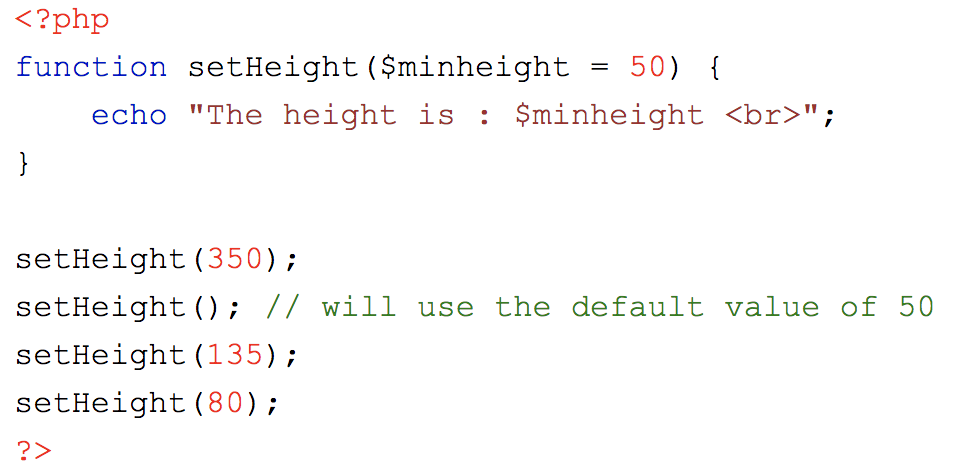 <?php
function setHeight($minheight = 50) {
    echo "The height is : $minheight <br>";
}

setHeight(350);
setHeight(); // will use the default value of 50
setHeight(135);
setHeight(80);
?>